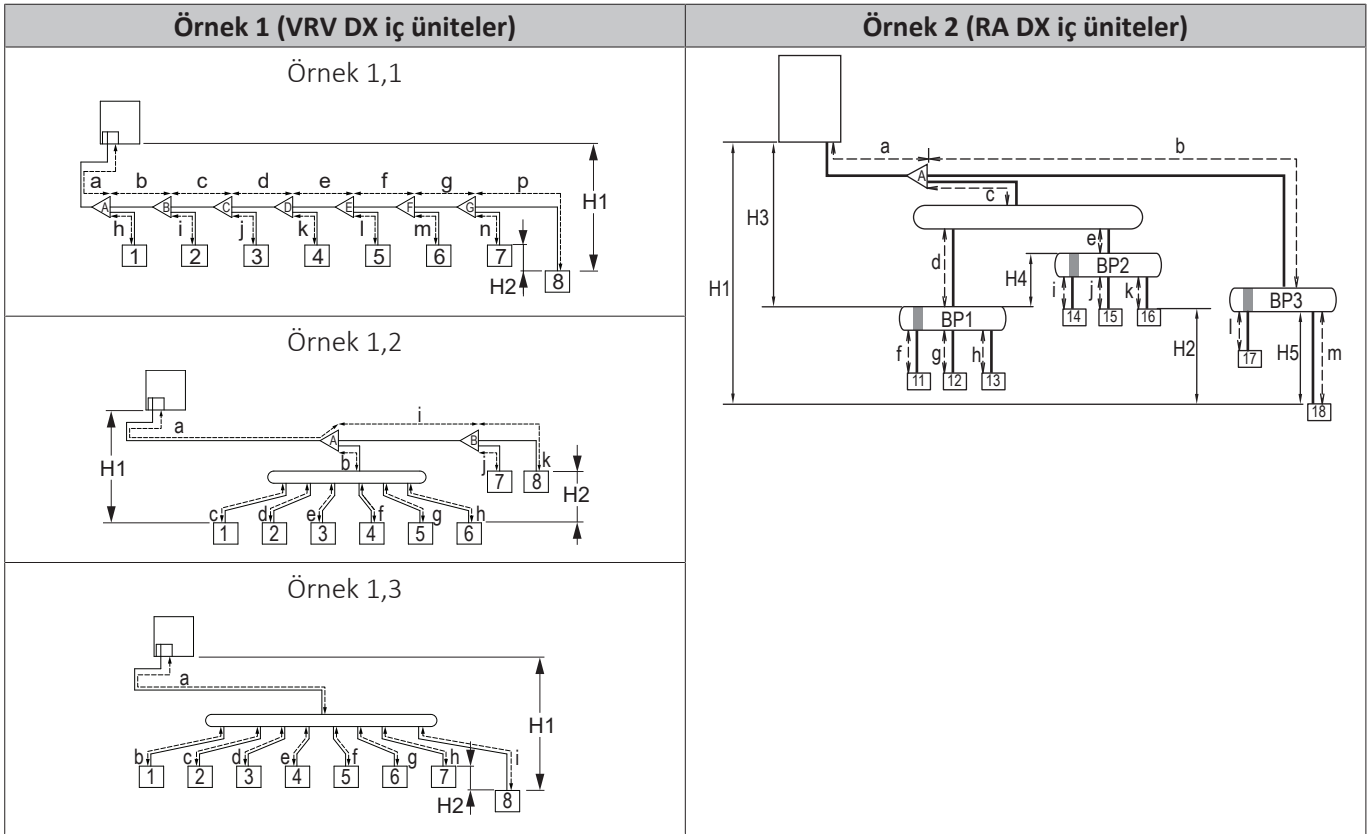 Örnek 1 (VRV DX iç üniteler)
Örnek 2 (RA DX iç üniteler)
Örnek 1,1
a b c d e f g p
A B C D E F G
h i j k l m n
1 2 3 4 5 6 7
8
H1
H2
Örnek 1,2
a
i
A
B
b
j
k
7 8
H1
H2
c d e f g h
1 2 3 4 5 6
Örnek 1,3
a
H1
b c d e f g h i
1 2 3 4 5 6 7
H2
8
a
b
A
c
H3
e
d
H4
BP2
BP3
H1
i j k
BP1
14 15 16
l
H2
H5
m
f g h
17
11 12 13
18